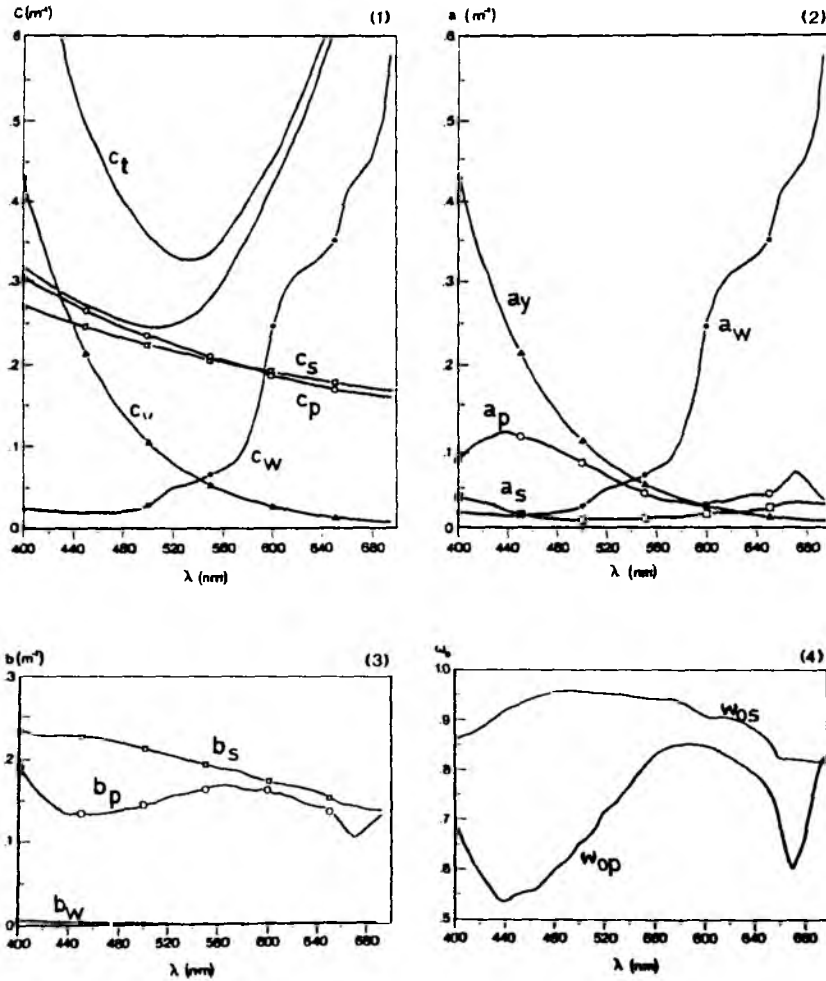 C (m⁻¹) (1)
.6
.5
.4
.3
.2
.1
0
c_t
c_s
c_p
c_y
c_w
400 440 480 520 560 600 640 680
λ (nm)
a (m⁻¹) (2)
.6
.5
.4
.3
.2
.1
0
a_y
a_w
a_p
a_s
400 440 480 520 560 600 640 680
λ (nm)
b (m⁻¹) (3)
.3
.2
.1
0
b_s
b_p
b_w
400 440 480 520 560 600 640 680
λ (nm)
ω₀ (4)
1.0
.9
.8
.7
.6
.5
w_os
w_op
400 440 480 520 560 600 640 680
λ (nm)